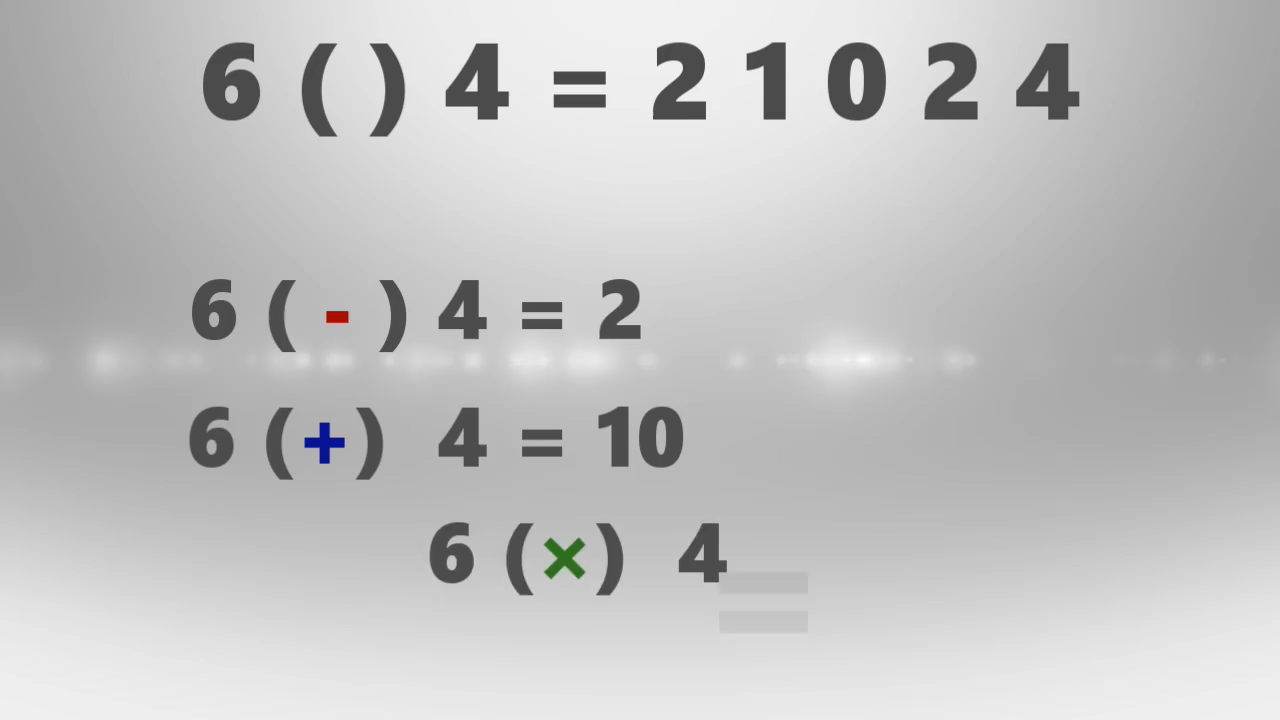 6 ( ) 4 = 2 1 0 2 4
6 ( - ) 4 = 2
6 (+) 4 = 10
6 (×) 4 =